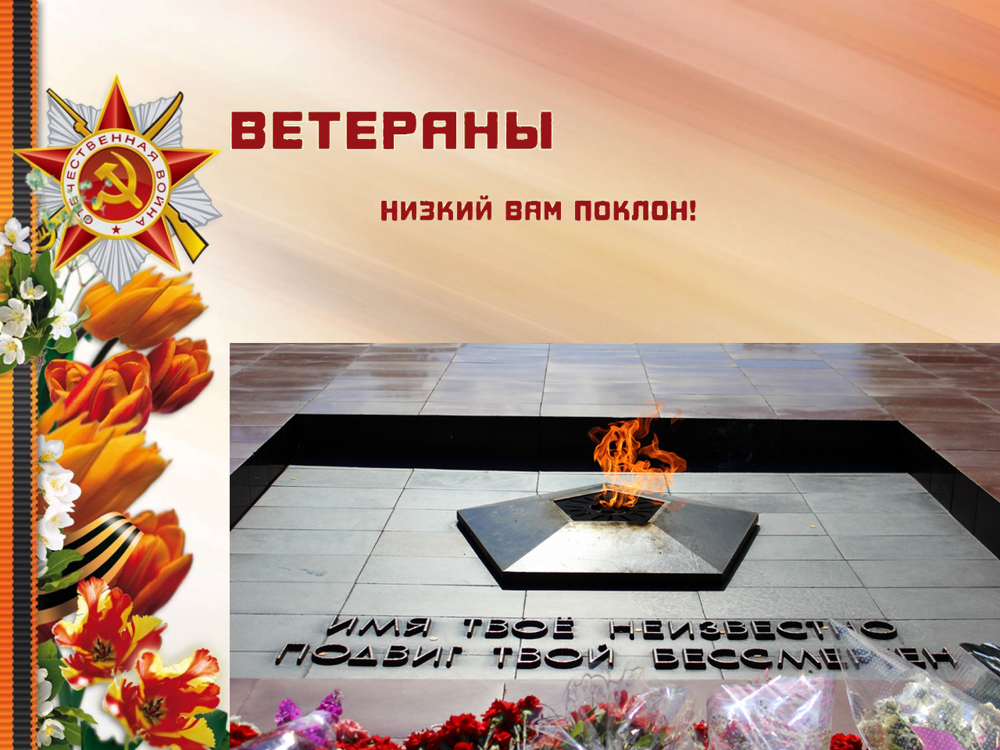 ВЕТЕРАНЫ
НИЗКИЙ ВАМ ПОКЛОН!
ОТЕЧЕСТВЕННАЯ ВОЙНА
ИМЯ ТВОЁ НЕИЗВЕСТНО
ПОДВИГ ТВОЙ БЕССМЕРТЕН